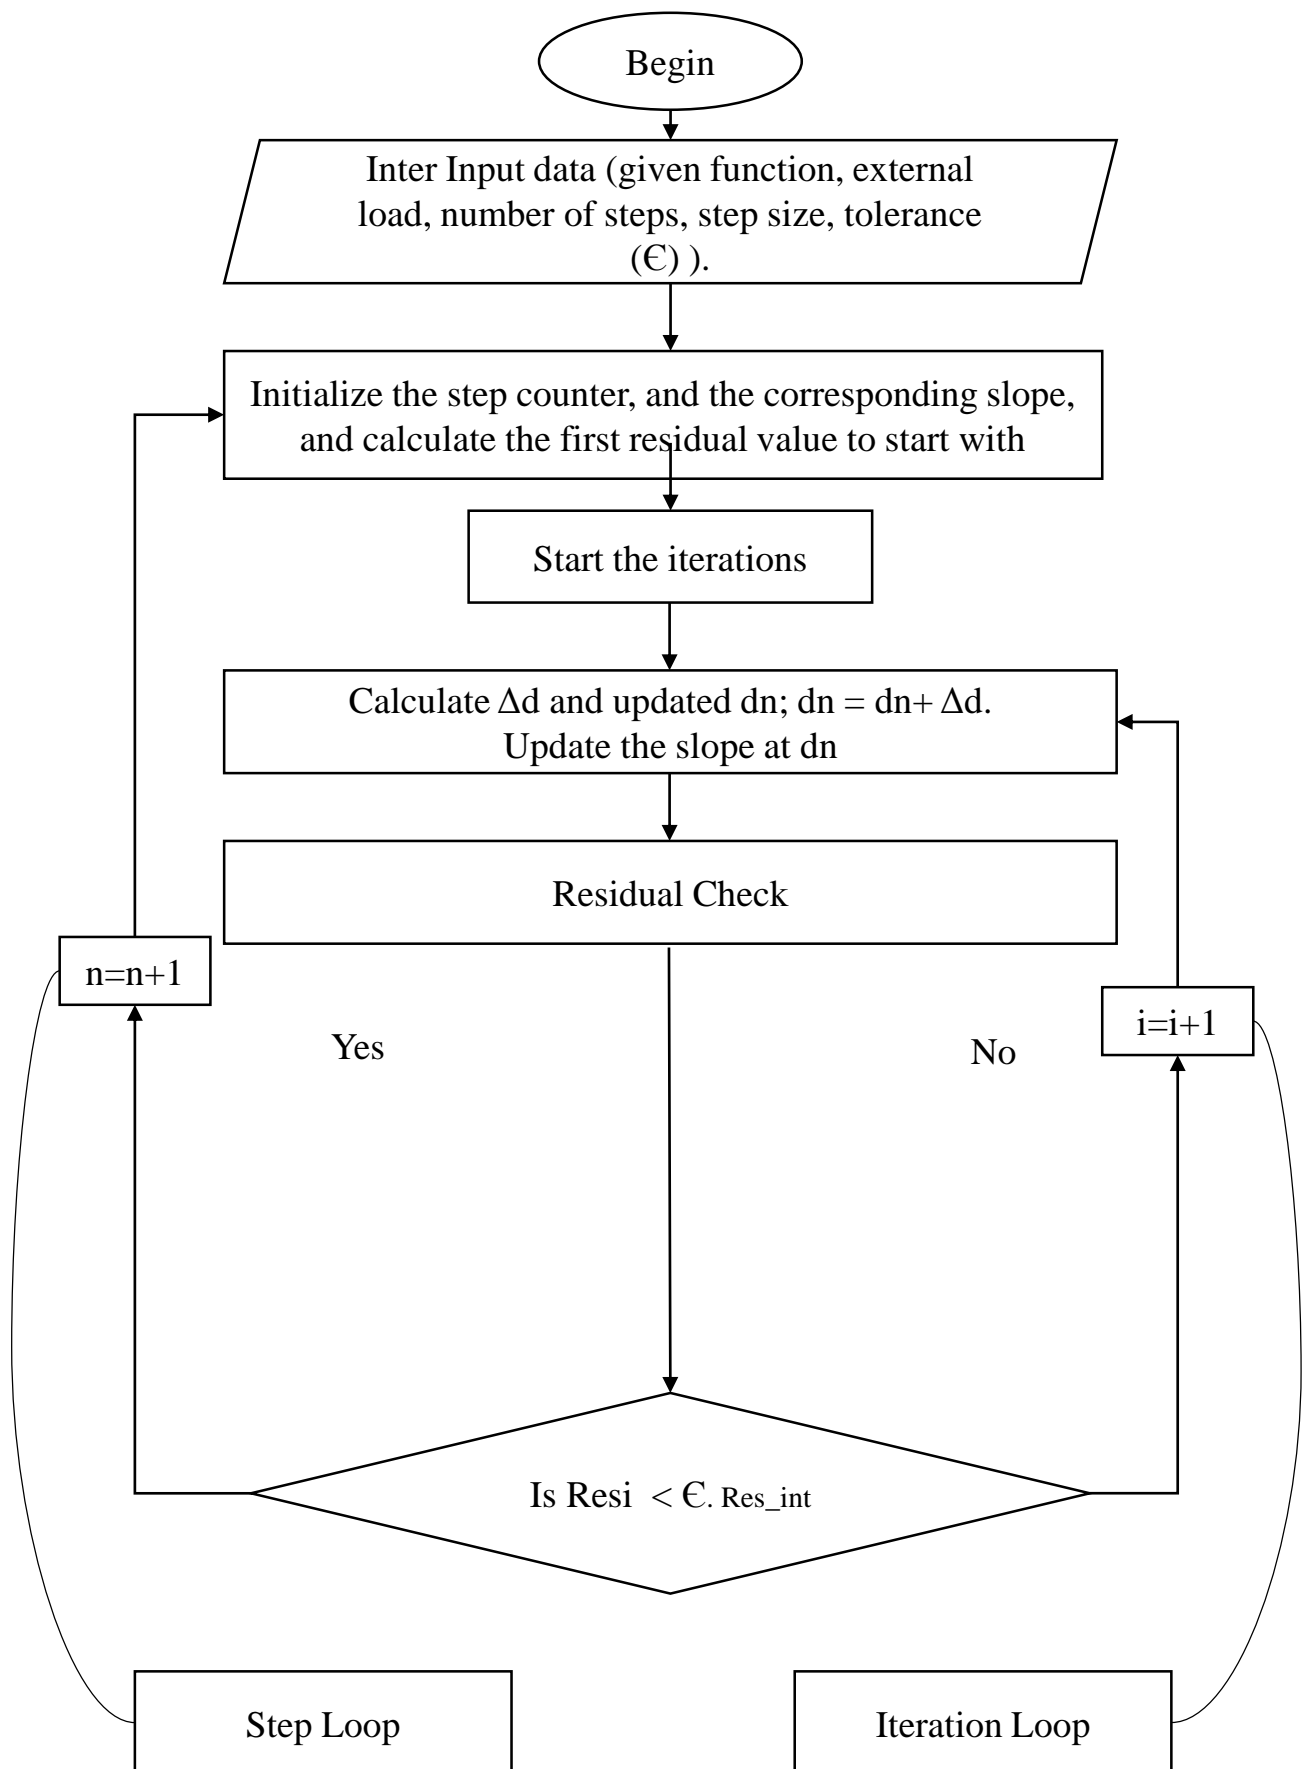 Begin
Inter Input data (given function, external
load, number of steps, step size, tolerance
(Є) ).
Initialize the step counter, and the corresponding slope,
and calculate the first residual value to start with
Start the iterations
Calculate Δd and updated dn; dn = dn+ Δd.
Update the slope at dn
Residual Check
n=n+1
i=i+1
Yes
No
Is Resi < Є. Res_int
Step Loop
Iteration Loop